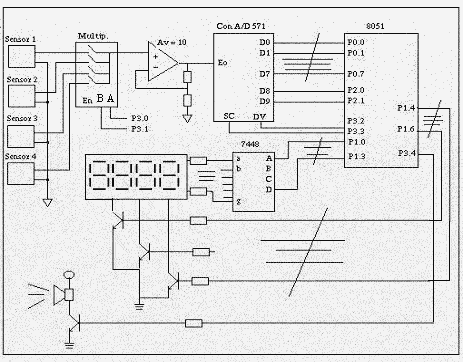 Con.A/D 571
8051
Multip.
Av = 10
Sensor 1
D0
P0.0
D1
P0.1
Eo
D7
P0.7
Sensor 2
D8
P2.0
En B A
D9
P2.1
P1.4
P3.0
SC
DV
P3.2
Sensor 3
P3.1
P3.3
P1.6
7448
P1.0
Sensor 4
a
A
P1.3
P3.4
b
B
C
D
g